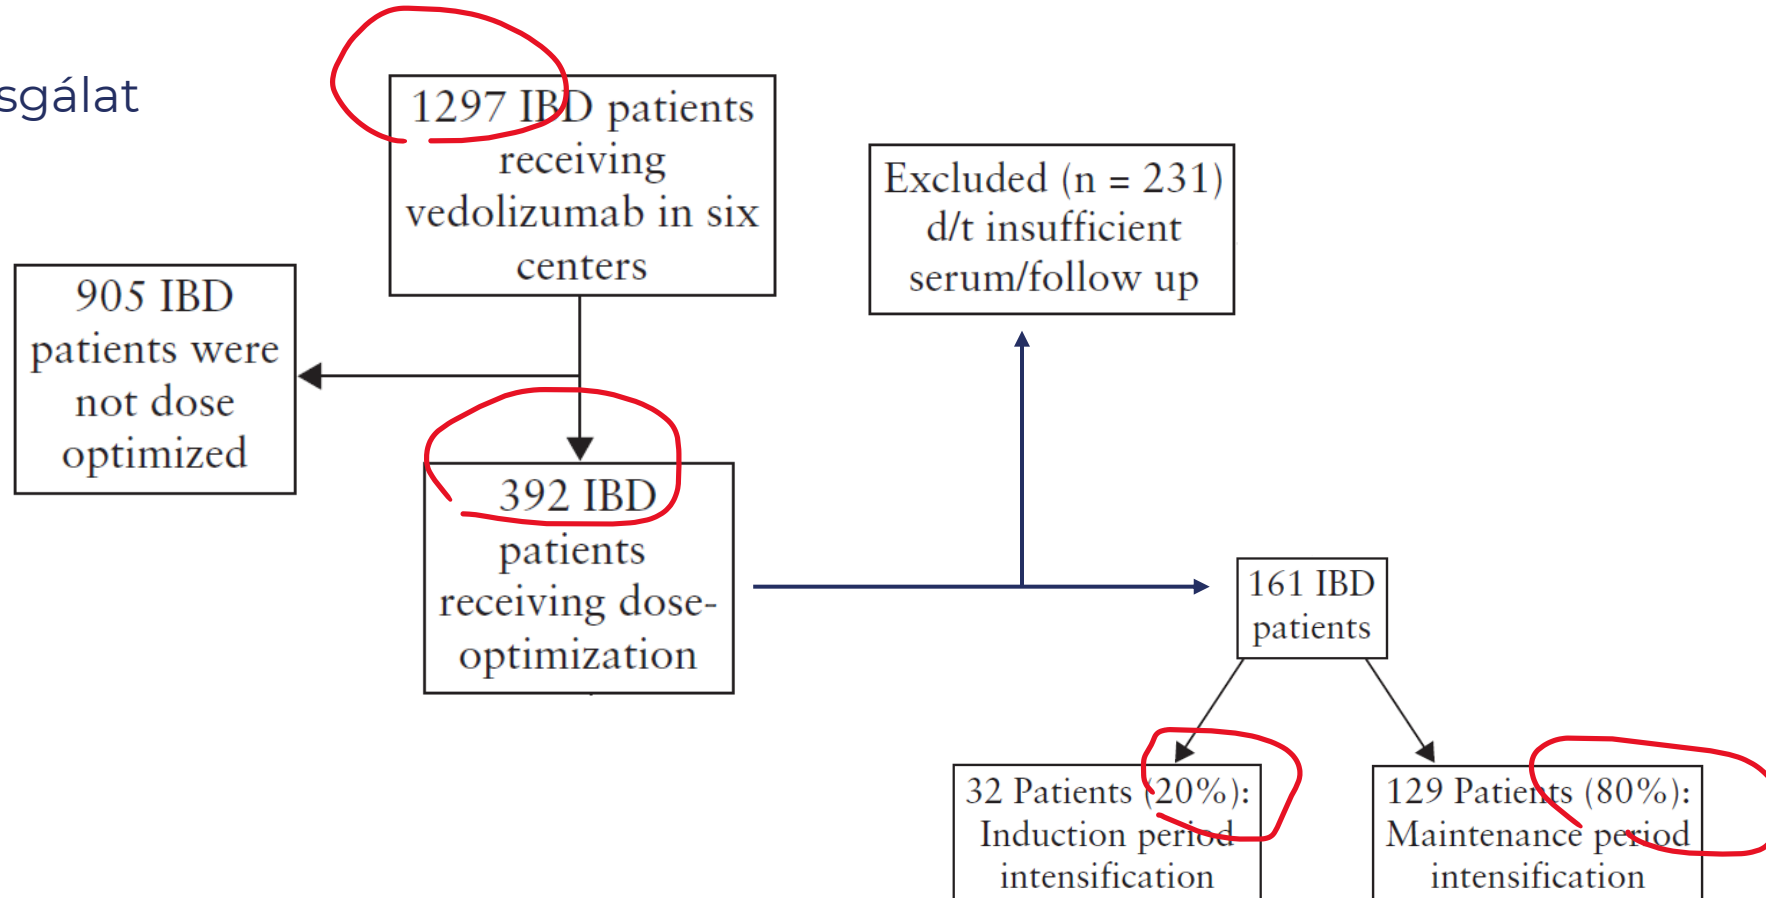 sgálat
1297 IBD patients
receiving
vedolizumab in six
centers
Excluded (n = 231)
d/t insufficient
serum/follow up
905 IBD
patients were
not dose
optimized
392 IBD
patients
receiving dose-
optimization
161 IBD
patients
32 Patients (20%):
Induction period
intensification
129 Patients (80%):
Maintenance period
intensification